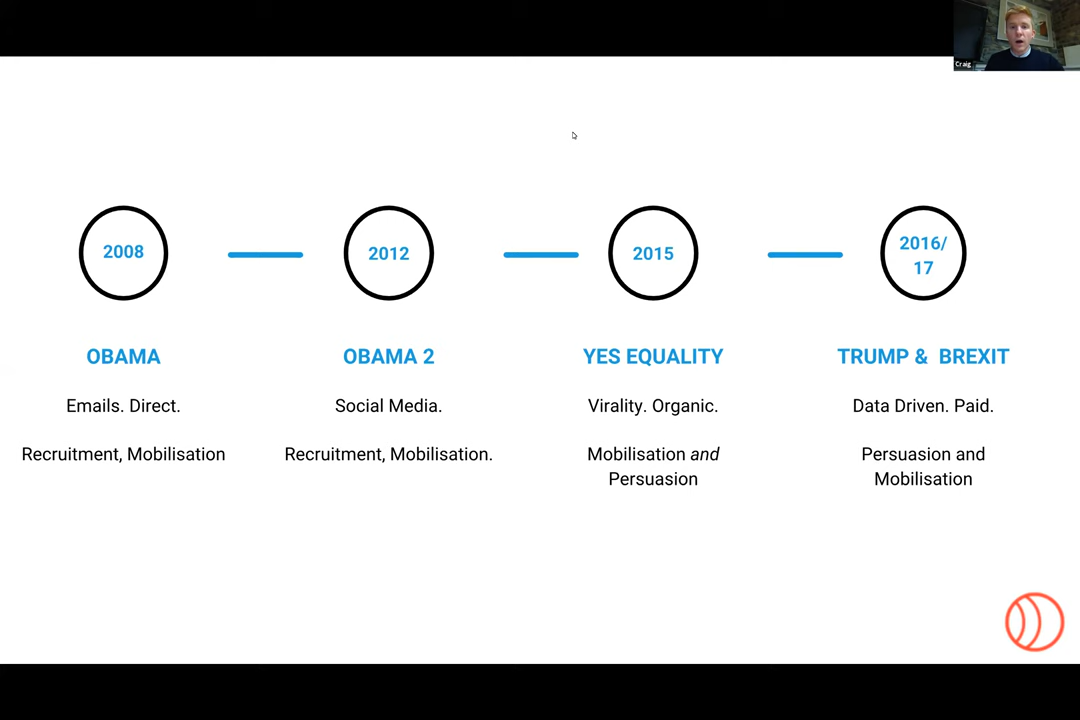 Craig
2008
2012
2015
2016/
17
OBAMA
OBAMA 2
YES EQUALITY
TRUMP & BREXIT
Emails. Direct.
Social Media.
Virality. Organic.
Data Driven. Paid.
Recruitment, Mobilisation
Recruitment, Mobilisation.
Mobilisation and
Persuasion
Persuasion and
Mobilisation